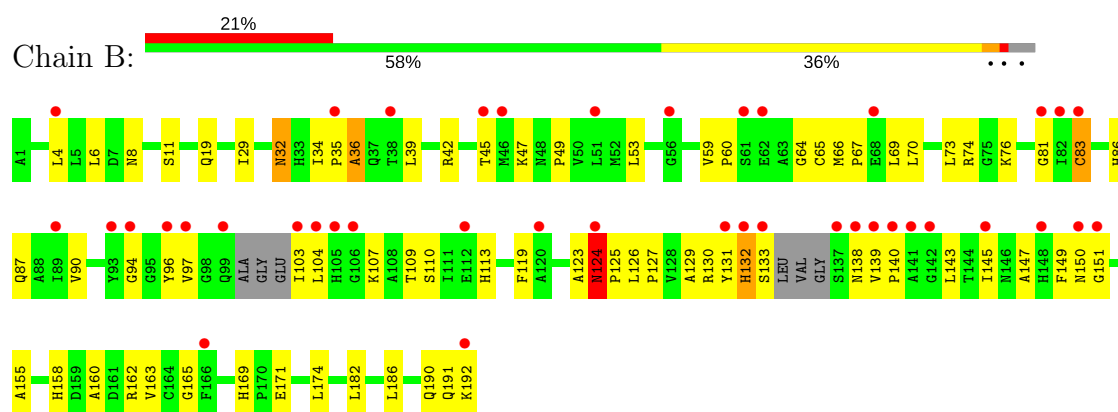 21%
Chain B:
58% 36% • • •
A1 L4 L5 L6 D7 N8 S11 Q19 I29 N32 H33 I34 P35 A36 Q37 T38 L39 R42 T45 M46 K47 N48 P49 V50 L51 M52 L53 G56 V59 P60 S61 E62 A63 G64 C65 M66 P67 E68 L69 L70 L73 R74 G75 K76 G81 I82 C83 H86
Q87 A88 I89 V90 Y93 G94 G95 Y96 V97 G98 Q99 ALA GLY GLU I103 L104 H105 G106 K107 A108 T109 S110 I111 E112 H113 F119 A120 A123 N124 P125 L126 P127 V128 A129 R130 Y131 H132 S133 LEU VAL GLY S137 N138 V139 P140 A141 G142 L143 T144 I145 N146 A147 H148 F149 N150 G151
A155 H158 D159 A160 D161 R162 V163 C164 G165 F166 H169 P170 E171 L174 L182 L186 Q190 Q191 K192